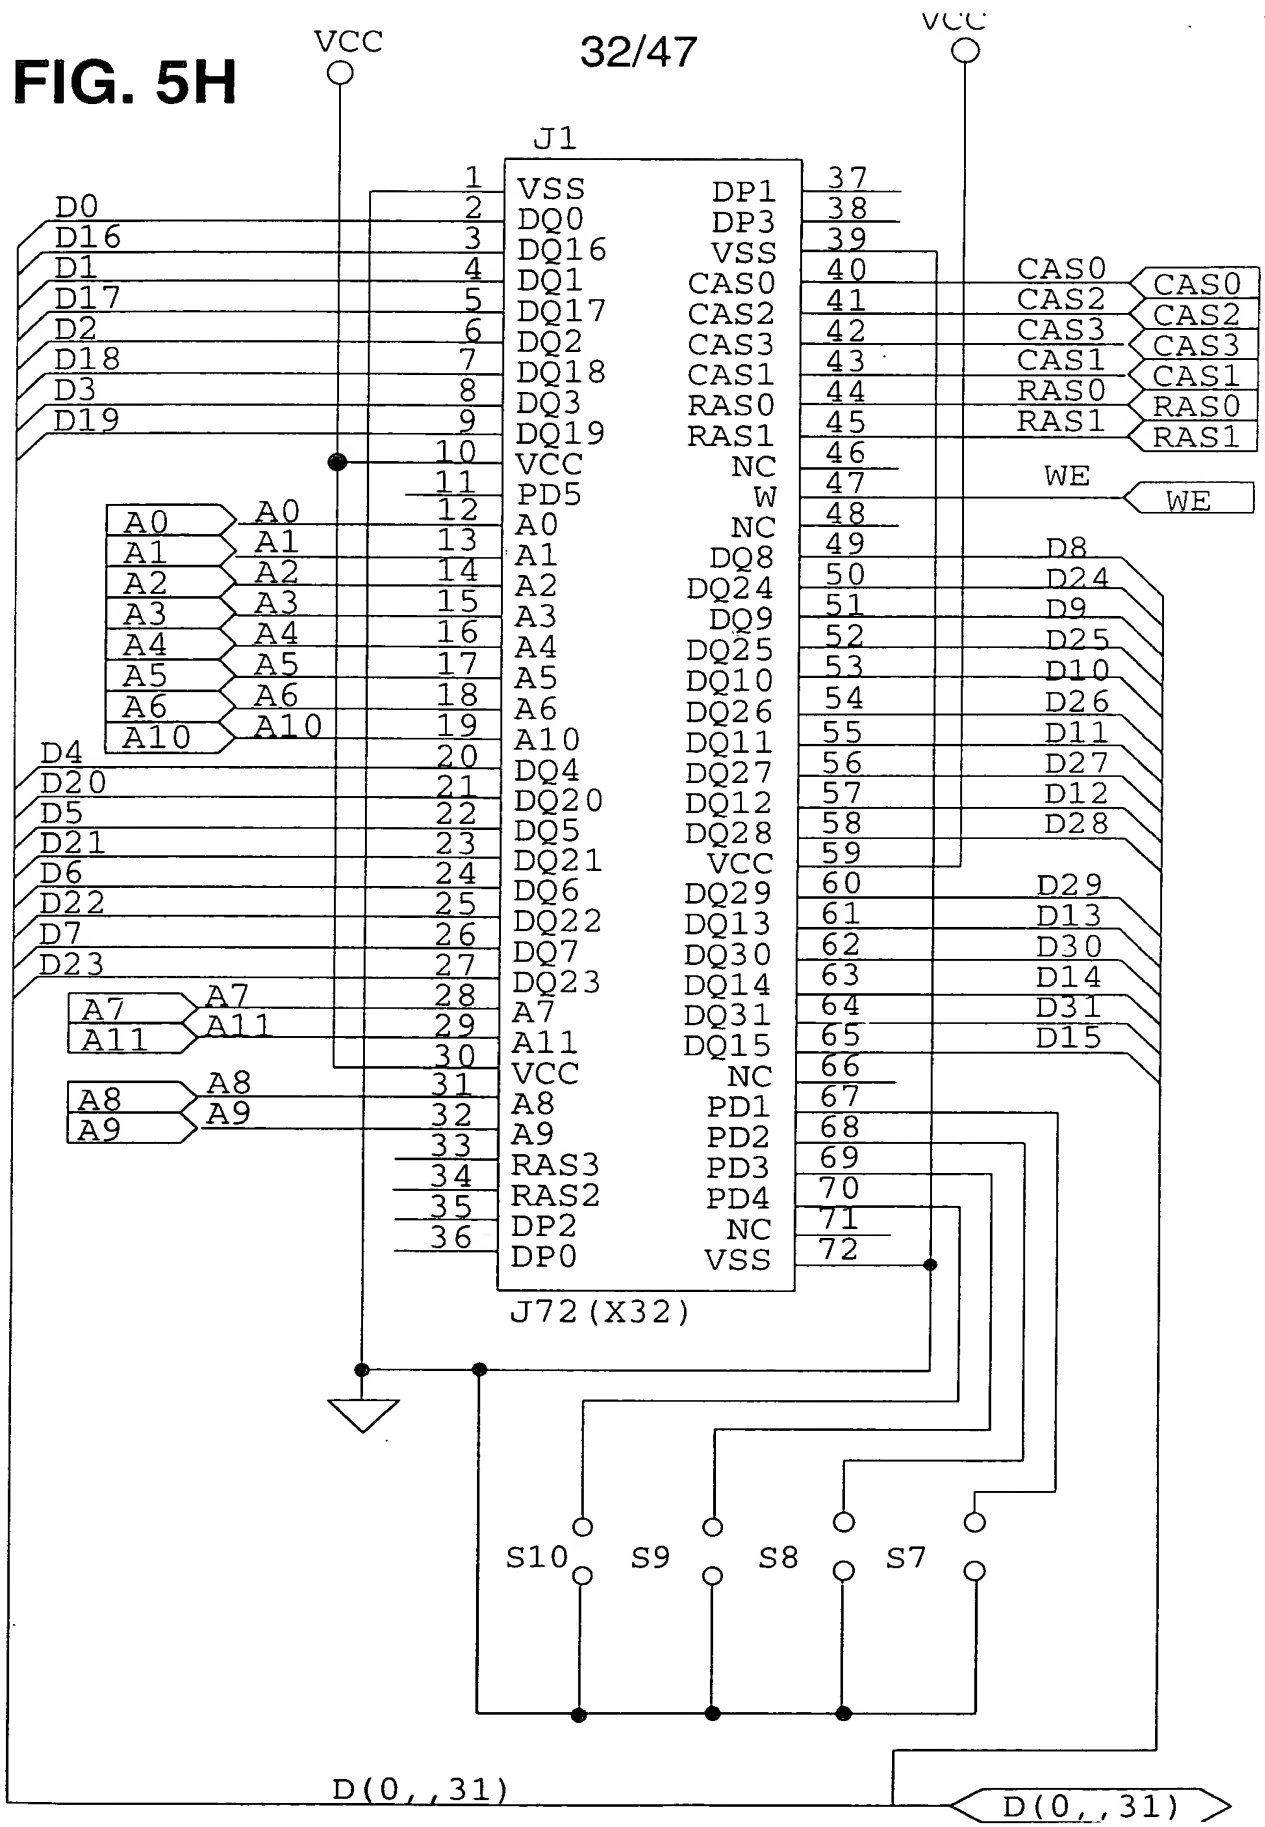 VCC
32/47
VCC
FIG. 5H
J1
1 VSS DP1 37
D0 2 DQ0 DP3 38
D16 3 DQ16 VSS 39
D1 4 DQ1 CAS0 40 CAS0 CAS0
D17 5 DQ17 CAS2 41 CAS2 CAS2
D2 6 DQ2 CAS3 42 CAS3 CAS3
D18 7 DQ18 CAS1 43 CAS1 CAS1
D3 8 DQ3 RAS0 44 RAS0 RAS0
D19 9 DQ19 RAS1 45 RAS1 RAS1
10 VCC NC 46
11 PD5 W 47 WE WE
A0 A0 12 A0 NC 48
A1 A1 13 A1 DQ8 49 D8
A2 A2 14 A2 DQ24 50 D24
A3 A3 15 A3 DQ9 51 D9
A4 A4 16 A4 DQ25 52 D25
A5 A5 17 A5 DQ10 53 D10
A6 A6 18 A6 DQ26 54 D26
A10 A10 19 A10 DQ11 55 D11
D4 20 DQ4 DQ27 56 D27
D20 21 DQ20 DQ12 57 D12
D5 22 DQ5 DQ28 58 D28
D21 23 DQ21 VCC 59
D6 24 DQ6 DQ29 60 D29
D22 25 DQ22 DQ13 61 D13
D7 26 DQ7 DQ30 62 D30
D23 27 DQ23 DQ14 63 D14
A7 A7 28 A7 DQ31 64 D31
A11 A11 29 A11 DQ15 65 D15
30 VCC NC 66
A8 A8 31 A8 PD1 67
A9 A9 32 A9 PD2 68
33 RAS3 PD3 69
34 RAS2 PD4 70
35 DP2 NC 71
36 DP0 VSS 72
J72(X32)
S10 S9 S8 S7
D(0,,31) D(0,,31)